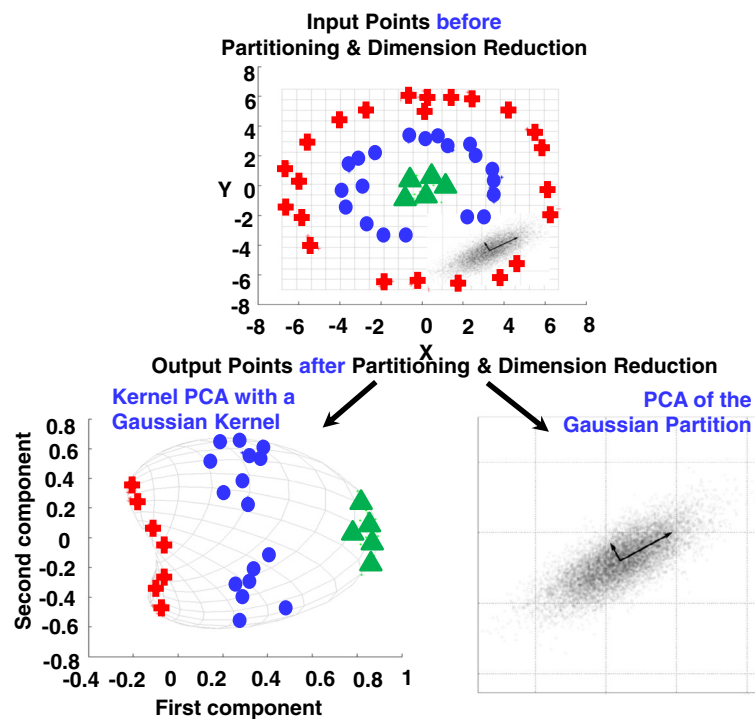 Input Points before
Partitioning & Dimension Reduction
8
6
4
2
Y 0
-2
-4
-6
-8
-8 -6 -4 -2 0 2 4 6 8
X
Output Points after Partitioning & Dimension Reduction
Kernel PCA with a
Gaussian Kernel
PCA of the
Gaussian Partition
0.8
0.6
0.4
0.2
0
-0.2
-0.4
-0.6
-0.8
Second component
-0.4 -0.2 0 0.2 0.4 0.6 0.8 1
First component